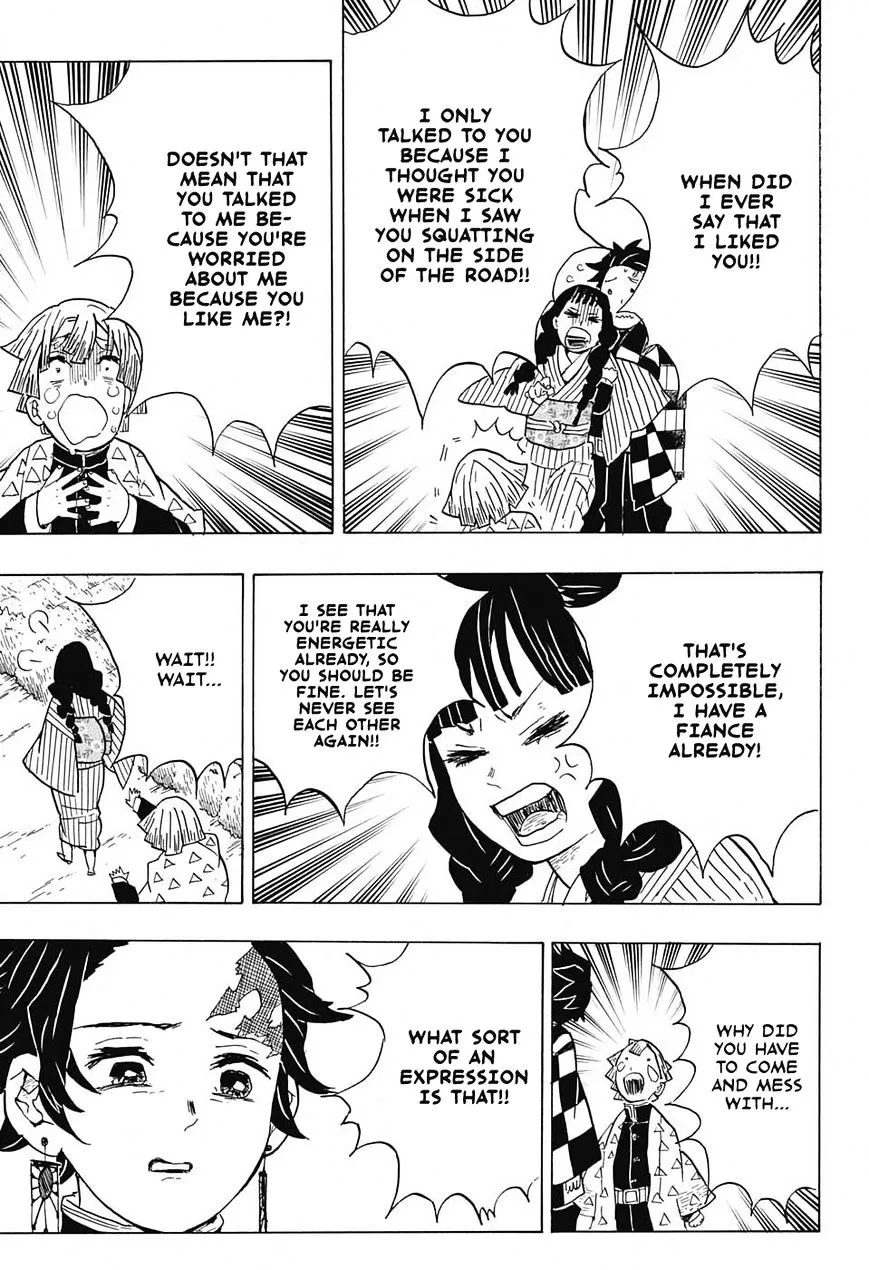 WHEN DID
I EVER
SAY THAT
I LIKED
YOU!!
I ONLY
TALKED TO YOU
BECAUSE I
THOUGHT YOU
WERE SICK
WHEN I SAW
YOU SQUATTING
ON THE SIDE
OF THE ROAD!!
DOESN'T THAT
MEAN THAT
YOU TALKED
TO ME BE-
CAUSE YOU'RE
WORRIED
ABOUT ME
BECAUSE YOU
LIKE ME?!
THAT'S
COMPLETELY
IMPOSSIBLE,
I HAVE A
FIANCE
ALREADY!
I SEE THAT
YOU'RE REALLY
ENERGETIC
ALREADY, SO
YOU SHOULD BE
FINE. LET'S
NEVER SEE
EACH OTHER
AGAIN!!
WAIT!!
WAIT...
WHY DID
YOU HAVE
TO COME
AND MESS
WITH...
WHAT SORT
OF AN
EXPRESSION
IS THAT!!